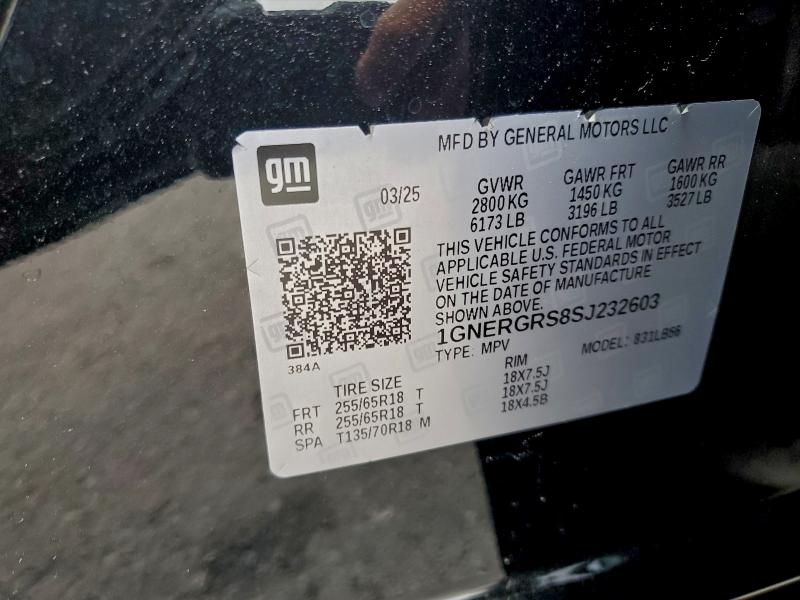 gm
MFD BY GENERAL MOTORS LLC
03/25
GVWR GAWR FRT GAWR RR
2800 KG 1450 KG 1600 KG
6173 LB 3196 LB 3527 LB
THIS VEHICLE CONFORMS TO ALL
APPLICABLE U.S. FEDERAL MOTOR
VEHICLE SAFETY STANDARDS IN EFFECT
ON THE DATE OF MANUFACTURE
SHOWN ABOVE.
1GNERGRS8SJ232603
TYPE: MPV MODEL: 831LB56
384A
TIRE SIZE RIM
FRT 255/65R18 T 18X7.5J
RR 255/65R18 T 18X7.5J
SPA T135/70R18 M 18X4.5B